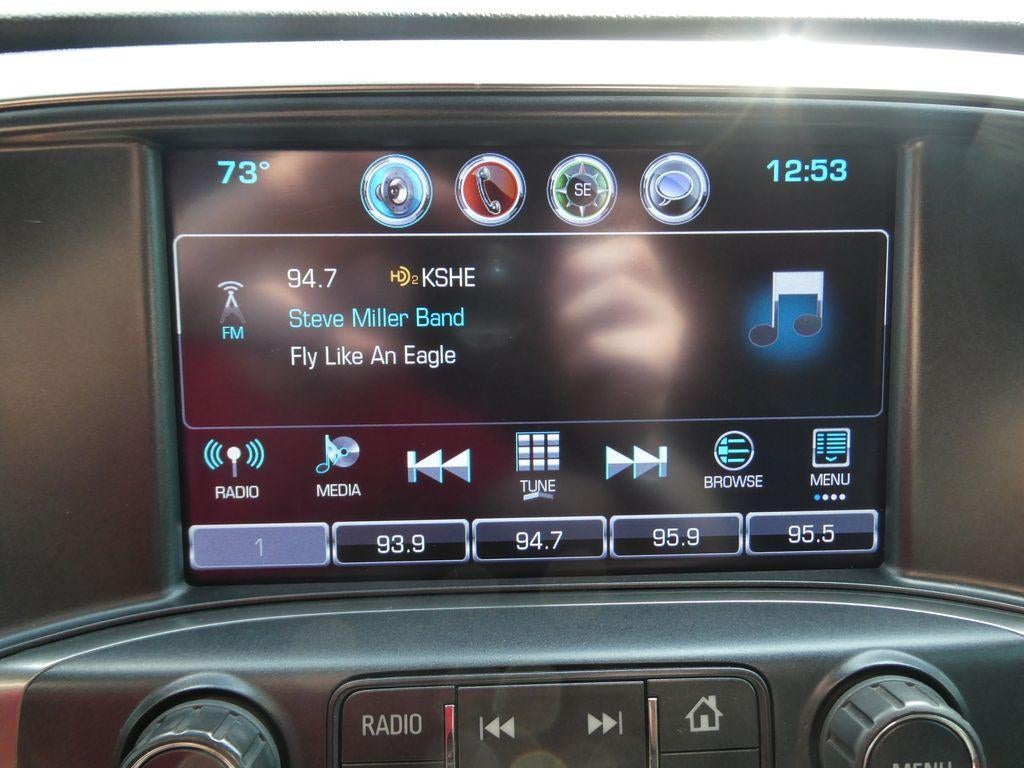 73° SE 12:53
94.7 HD2 KSHE
FM Steve Miller Band
Fly Like An Eagle
RADIO MEDIA TUNE BROWSE MENU
1 93.9 94.7 95.9 95.5
RADIO
MENU